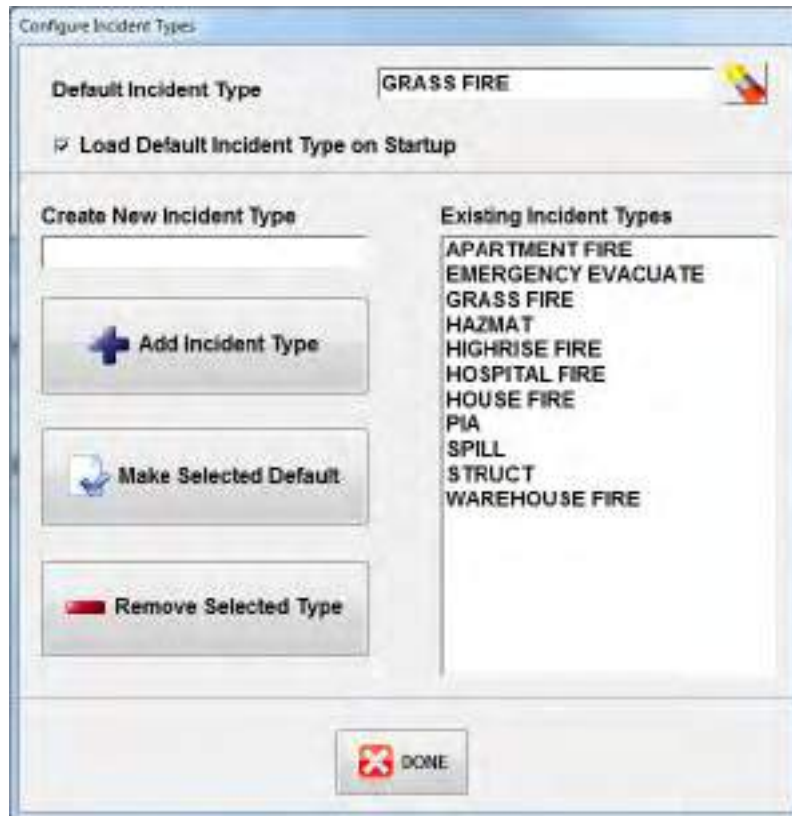 Configure Incident Types
Default Incident Type
GRASS FIRE
Load Default Incident Type on Startup
Create New Incident Type
Add Incident Type
Make Selected Default
Remove Selected Type
Existing Incident Types
APARTMENT FIRE
EMERGENCY EVACUATE
GRASS FIRE
HAZMAT
HIGHRISE FIRE
HOSPITAL FIRE
HOUSE FIRE
PIA
SPILL
STRUCT
WAREHOUSE FIRE
DONE